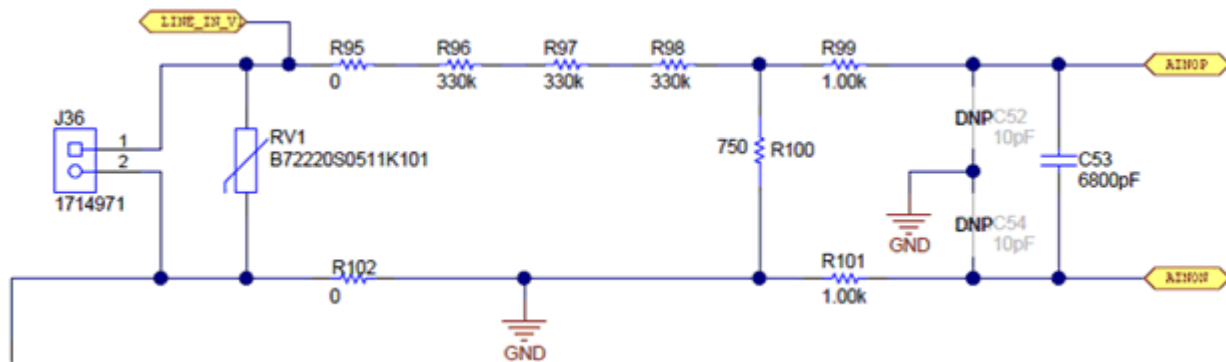 LINE_IN_V
R95
0
R96
330k
R97
330k
R98
330k
R99
1.00k
AIN0P
J36
1
2
1714971
RV1
B72220S0511K101
750
R100
DNP
C52
10pF
C53
6800pF
GND
DNP
C54
10pF
R102
0
GND
R101
1.00k
AIN0N